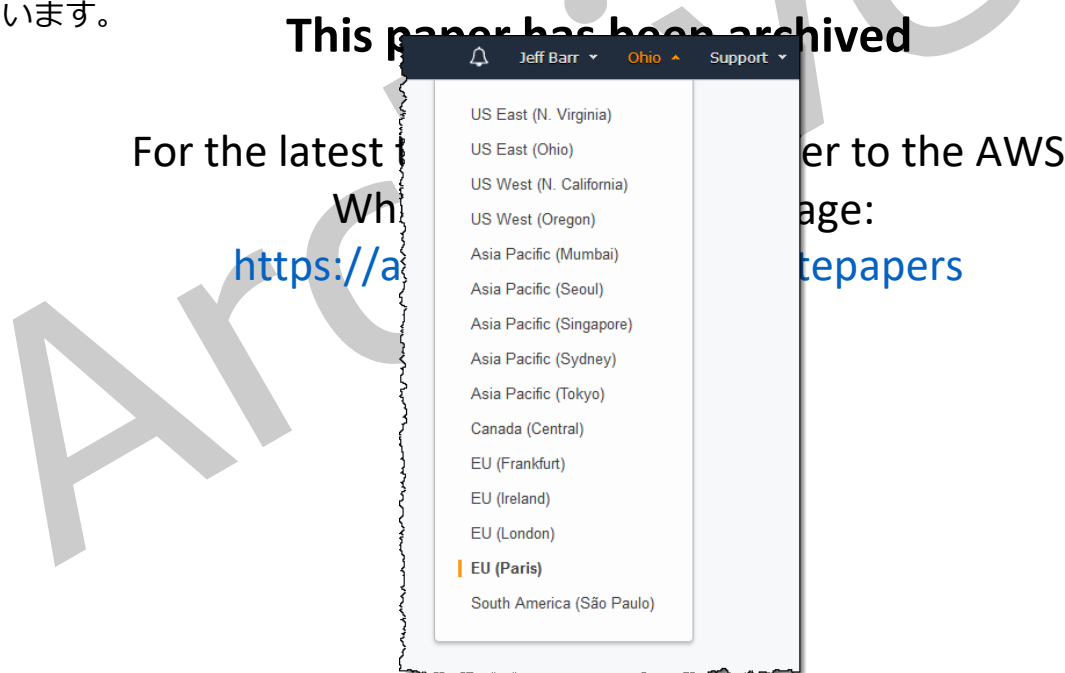 います。
This paper has been archived
Jeff Barr Ohio Support
For the latest er to the AWS
Wh age:
https://a tepapers
US East (N. Virginia)
US East (Ohio)
US West (N. California)
US West (Oregon)
Asia Pacific (Mumbai)
Asia Pacific (Seoul)
Asia Pacific (Singapore)
Asia Pacific (Sydney)
Asia Pacific (Tokyo)
Canada (Central)
EU (Frankfurt)
EU (Ireland)
EU (London)
EU (Paris)
South America (São Paulo)